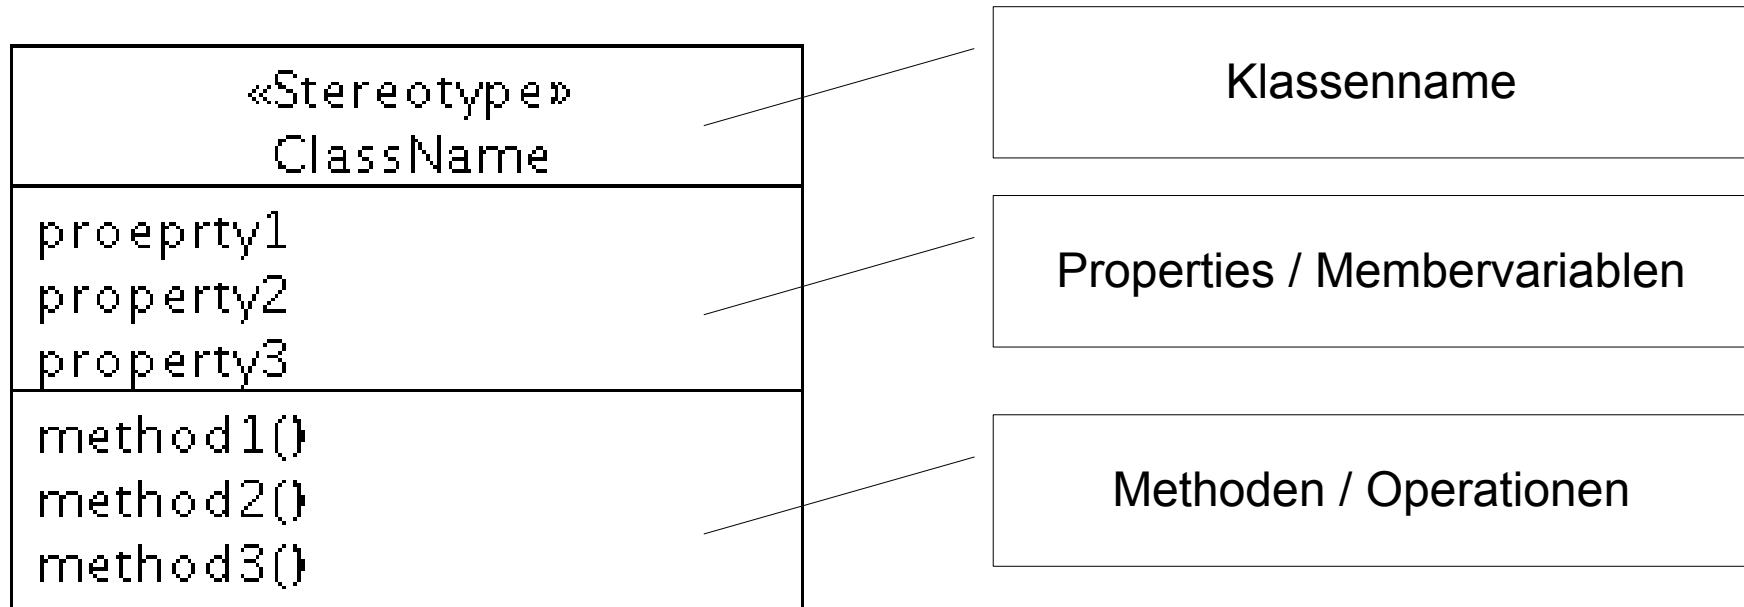 «Stereotype»
ClassName
proeprty1
property2
property3
method1()
method2()
method3()
Klassenname
Properties / Membervariablen
Methoden / Operationen